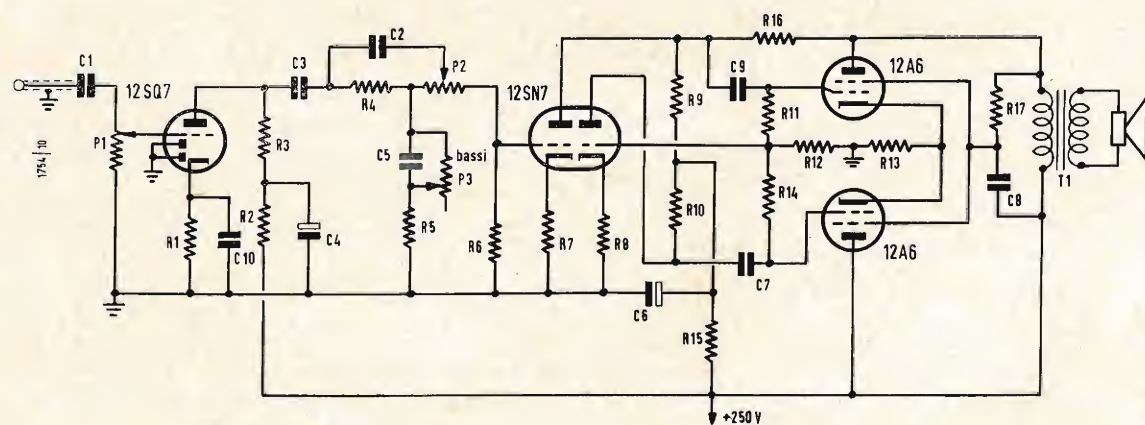 C1
12SQ7
P1
1754/10
R1
C10
R2
R3
C3
C4
C2
R4
P2
C5
bassi
P3
R5
R6
12SN7
R7
R8
R9
R10
C9
R16
R11
R12
R13
R14
C7
C6
R15
12A6
12A6
R17
C8
T1
+250 V